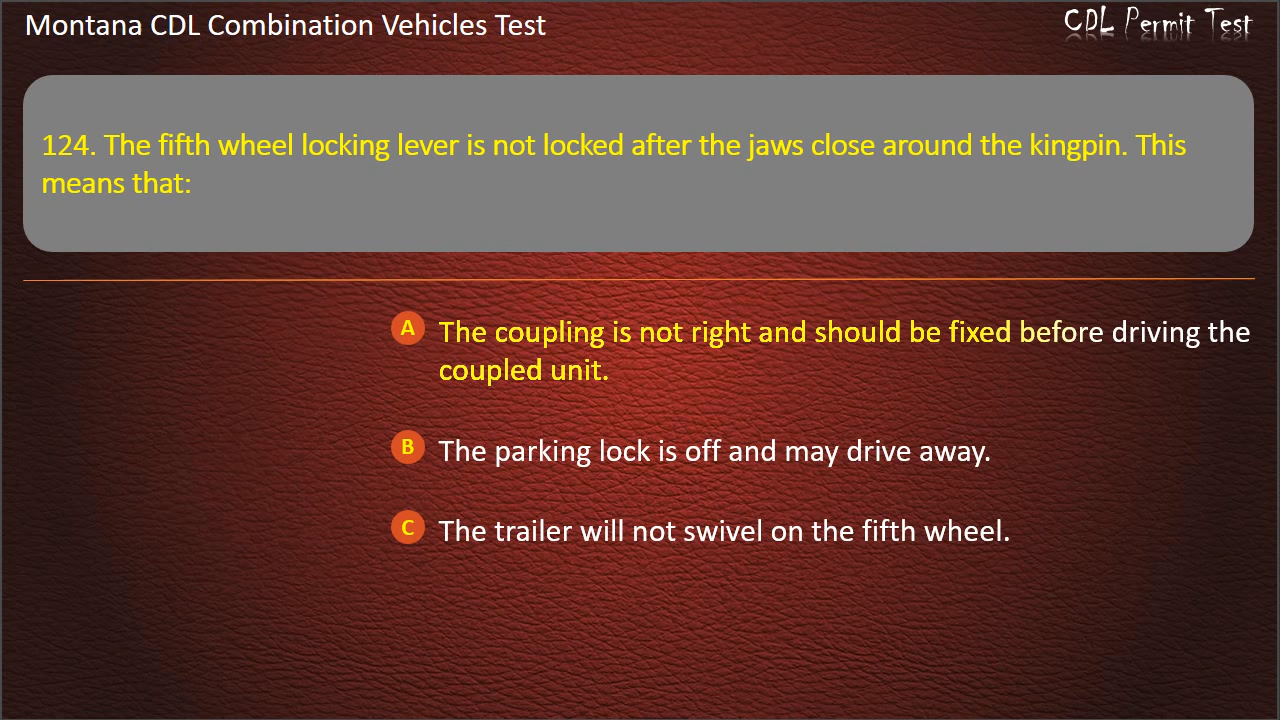 Montana CDL Combination Vehicles Test
CDL Permit Test
124. The fifth wheel locking lever is not locked after the jaws close around the kingpin. This
means that:
A The coupling is not right and should be fixed before driving the
coupled unit.
B The parking lock is off and may drive away.
C The trailer will not swivel on the fifth wheel.